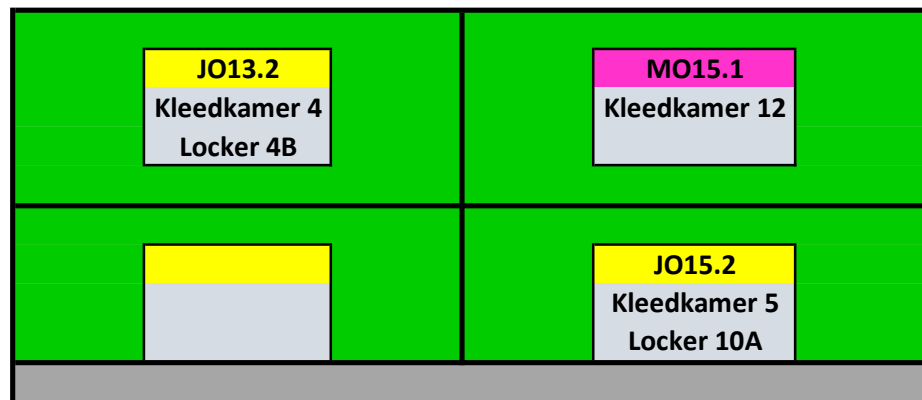 JO13.2
Kleedkamer 4
Locker 4B
MO15.1
Kleedkamer 12
JO15.2
Kleedkamer 5
Locker 10A